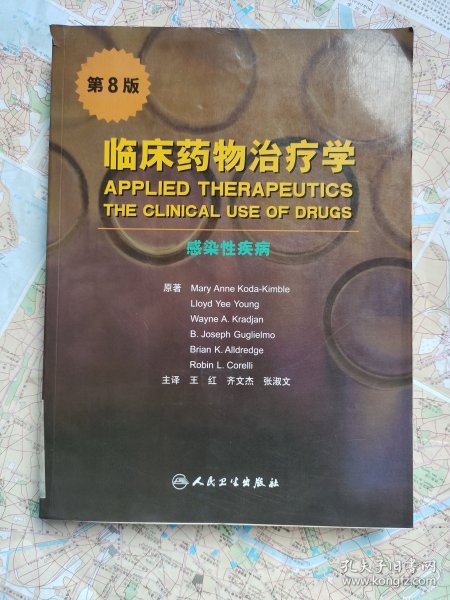 第8版
临床药物治疗学
APPLIED THERAPEUTICS
THE CLINICAL USE OF DRUGS
感染性疾病
原著 Mary Anne Koda-Kimble
Lloyd Yee Young
Wayne A. Kradjan
B. Joseph Guglielmo
Brian K. Alldredge
Robin L. Corelli
主译 王 红 齐文杰 张淑文
人民卫生出版社
孔夫子旧书网
www.kongfz.com